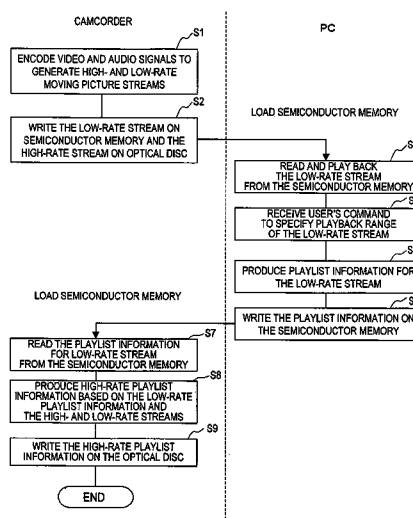 CAMCORDER
PC
S1
ENCODE VIDEO AND AUDIO SIGNALS TO
GENERATE HIGH- AND LOW-RATE
MOVING PICTURE STREAMS
S2
WRITE THE LOW-RATE STREAM ON
SEMICONDUCTOR MEMORY AND THE
HIGH-RATE STREAM ON OPTICAL DISC
LOAD SEMICONDUCTOR MEMORY
S
READ AND PLAY BACK
THE LOW-RATE STREAM
FROM THE SEMICONDUCTOR MEMORY
S
RECEIVE USER'S COMMAND
TO SPECIFY PLAYBACK RANGE
OF THE LOW-RATE STREAM
S
PRODUCE PLAYLIST INFORMATION FOR
THE LOW-RATE STREAM
S
WRITE THE PLAYLIST INFORMATION ON
THE SEMICONDUCTOR MEMORY
LOAD SEMICONDUCTOR MEMORY
S7
READ THE PLAYLIST INFORMATION
FOR LOW-RATE STREAM
FROM THE SEMICONDUCTOR MEMORY
S8
PRODUCE HIGH-RATE PLAYLIST
INFORMATION BASED ON THE LOW-RATE
PLAYLIST INFORMATION AND
THE HIGH- AND LOW-RATE STREAMS
S9
WRITE THE HIGH-RATE PLAYLIST
INFORMATION ON THE OPTICAL DISC
END